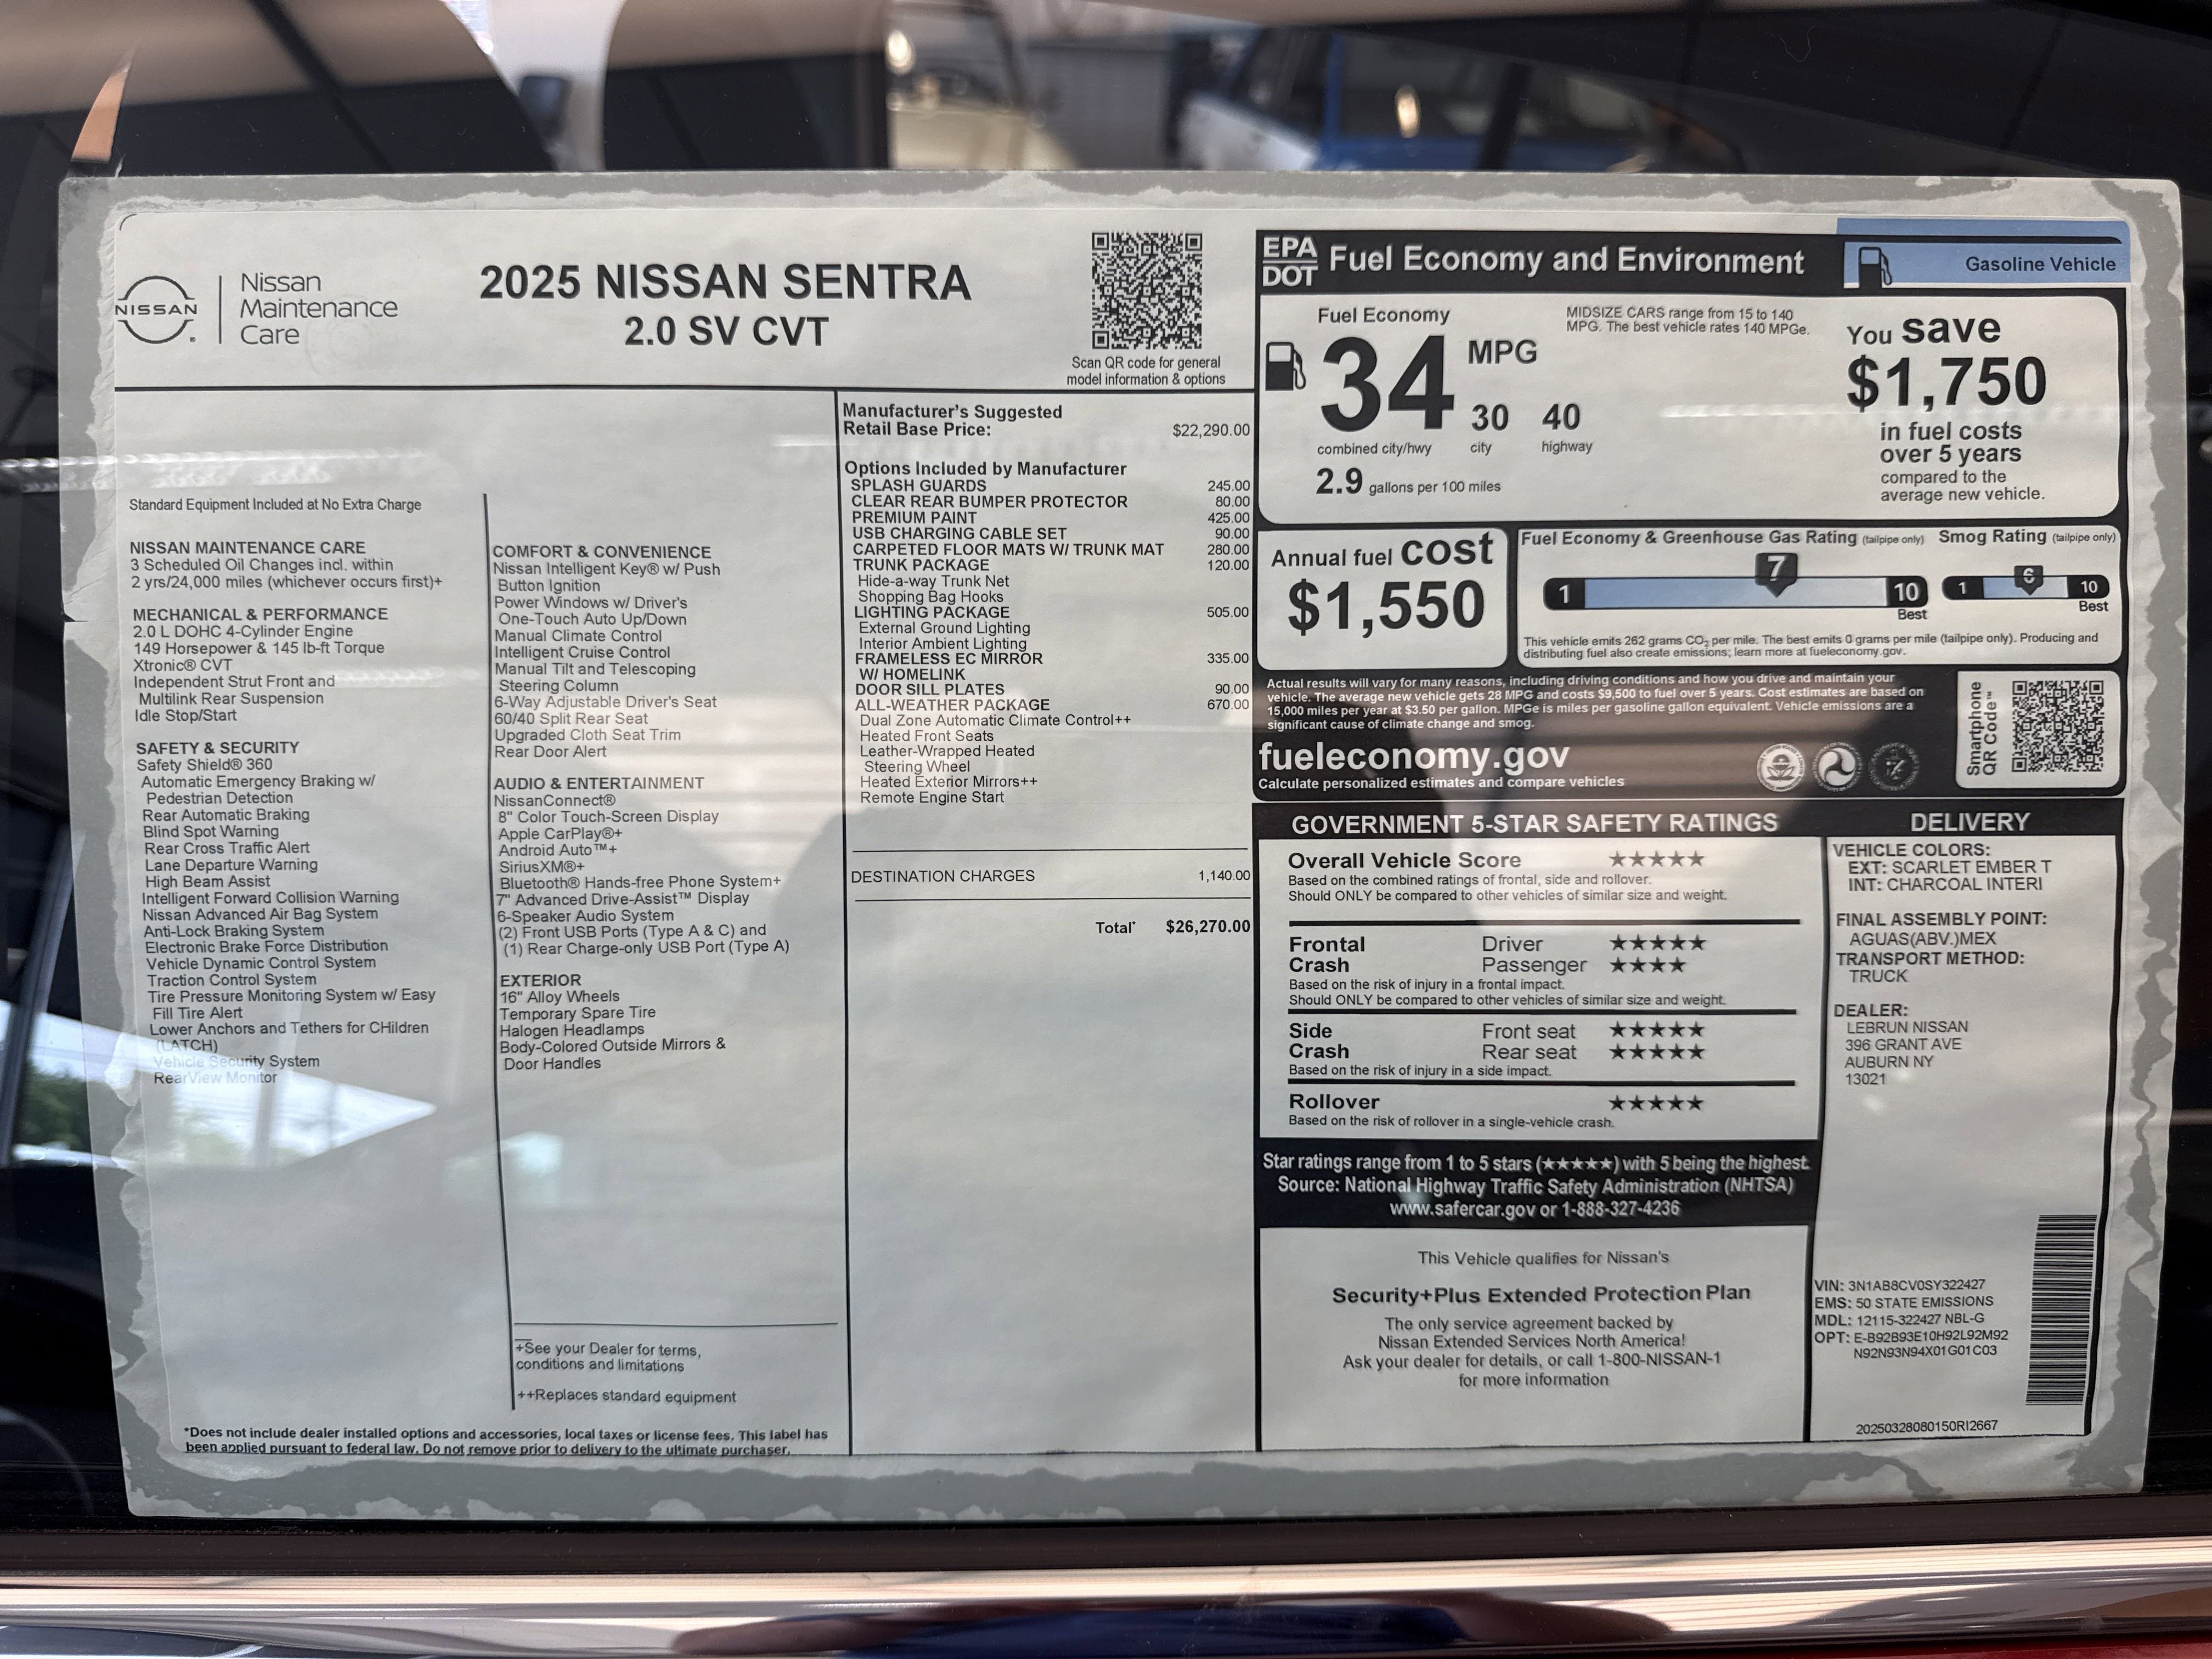 NISSAN
Nissan
Maintenance
Care
2025 NISSAN SENTRA
2.0 SV CVT
Scan QR code for general
model information & options
Standard Equipment Included at No Extra Charge
NISSAN MAINTENANCE CARE
3 Scheduled Oil Changes incl. within
2 yrs/24,000 miles (whichever occurs first)+
MECHANICAL & PERFORMANCE
2.0 L DOHC 4-Cylinder Engine
149 Horsepower & 145 lb-ft Torque
Xtronic® CVT
Independent Strut Front and
Multilink Rear Suspension
Idle Stop/Start
SAFETY & SECURITY
Safety Shield® 360
Automatic Emergency Braking w/
Pedestrian Detection
Rear Automatic Braking
Blind Spot Warning
Rear Cross Traffic Alert
Lane Departure Warning
High Beam Assist
Intelligent Forward Collision Warning
Nissan Advanced Air Bag System
Anti-Lock Braking System
Electronic Brake Force Distribution
Vehicle Dynamic Control System
Traction Control System
Tire Pressure Monitoring System w/ Easy
Fill Tire Alert
Lower Anchors and Tethers for CHildren
(LATCH)
Vehicle Security System
RearView Monitor
COMFORT & CONVENIENCE
Nissan Intelligent Key® w/ Push
Button Ignition
Power Windows w/ Driver's
One-Touch Auto Up/Down
Manual Climate Control
Intelligent Cruise Control
Manual Tilt and Telescoping
Steering Column
6-Way Adjustable Driver's Seat
60/40 Split Rear Seat
Upgraded Cloth Seat Trim
Rear Door Alert
AUDIO & ENTERTAINMENT
NissanConnect®
8" Color Touch-Screen Display
Apple CarPlay®+
Android Auto™+
SiriusXM®+
Bluetooth® Hands-free Phone System+
7" Advanced Drive-Assist™ Display
6-Speaker Audio System
(2) Front USB Ports (Type A & C) and
(1) Rear Charge-only USB Port (Type A)
EXTERIOR
16" Alloy Wheels
Temporary Spare Tire
Halogen Headlamps
Body-Colored Outside Mirrors &
Door Handles
+See your Dealer for terms,
conditions and limitations
++Replaces standard equipment
*Does not include dealer installed options and accessories, local taxes or license fees. This label has
been applied pursuant to federal law. Do not remove prior to delivery to the ultimate purchaser.
Manufacturer's Suggested
Retail Base Price: $22,290.00
Options Included by Manufacturer
SPLASH GUARDS 245.00
CLEAR REAR BUMPER PROTECTOR 80.00
PREMIUM PAINT 425.00
USB CHARGING CABLE SET 90.00
CARPETED FLOOR MATS W/ TRUNK MAT 280.00
TRUNK PACKAGE 120.00
Hide-a-way Trunk Net
Shopping Bag Hooks
LIGHTING PACKAGE 505.00
External Ground Lighting
Interior Ambient Lighting
FRAMELESS EC MIRROR 335.00
W/ HOMELINK
DOOR SILL PLATES 90.00
ALL-WEATHER PACKAGE 670.00
Dual Zone Automatic Climate Control++
Heated Front Seats
Leather-Wrapped Heated
Steering Wheel
Heated Exterior Mirrors++
Remote Engine Start
DESTINATION CHARGES 1,140.00
Total* $26,270.00
EPA
DOT
Fuel Economy and Environment
Gasoline Vehicle
Fuel Economy
34 MPG
30 40
combined city/hwy city highway
2.9 gallons per 100 miles
MIDSIZE CARS range from 15 to 140
MPG. The best vehicle rates 140 MPGe.
You save
$1,750
in fuel costs
over 5 years
compared to the
average new vehicle.
Annual fuel cost
$1,550
Fuel Economy & Greenhouse Gas Rating (tailpipe only)
1 7 10
Best
Smog Rating (tailpipe only)
1 6 10
Best
This vehicle emits 262 grams CO₂ per mile. The best emits 0 grams per mile (tailpipe only). Producing and
distributing fuel also create emissions; learn more at fueleconomy.gov.
Actual results will vary for many reasons, including driving conditions and how you drive and maintain your
vehicle. The average new vehicle gets 28 MPG and costs $9,500 to fuel over 5 years. Cost estimates are based on
15,000 miles per year at $3.50 per gallon. MPGe is miles per gasoline gallon equivalent. Vehicle emissions are a
significant cause of climate change and smog.
fueleconomy.gov
Calculate personalized estimates and compare vehicles
Smartphone
QR Code™
GOVERNMENT 5-STAR SAFETY RATINGS
Overall Vehicle Score ★★★★★
Based on the combined ratings of frontal, side and rollover.
Should ONLY be compared to other vehicles of similar size and weight.
Frontal Driver ★★★★★
Crash Passenger ★★★★
Based on the risk of injury in a frontal impact.
Should ONLY be compared to other vehicles of similar size and weight.
Side Front seat ★★★★★
Crash Rear seat ★★★★★
Based on the risk of injury in a side impact.
Rollover ★★★★★
Based on the risk of rollover in a single-vehicle crash.
Star ratings range from 1 to 5 stars (★★★★★) with 5 being the highest.
Source: National Highway Traffic Safety Administration (NHTSA)
www.safercar.gov or 1-888-327-4236
This Vehicle qualifies for Nissan's
Security+Plus Extended Protection Plan
The only service agreement backed by
Nissan Extended Services North America!
Ask your dealer for details, or call 1-800-NISSAN-1
for more information
DELIVERY
VEHICLE COLORS:
EXT: SCARLET EMBER T
INT: CHARCOAL INTERI
FINAL ASSEMBLY POINT:
AGUAS(ABV.)MEX
TRANSPORT METHOD:
TRUCK
DEALER:
LEBRUN NISSAN
396 GRANT AVE
AUBURN NY
13021
VIN: 3N1AB8CV0SY322427
EMS: 50 STATE EMISSIONS
MDL: 12115-322427 NBL-G
OPT: E-B92B93E10H92L92M92
N92N93N94X01G01C03
20250328080150RI2667